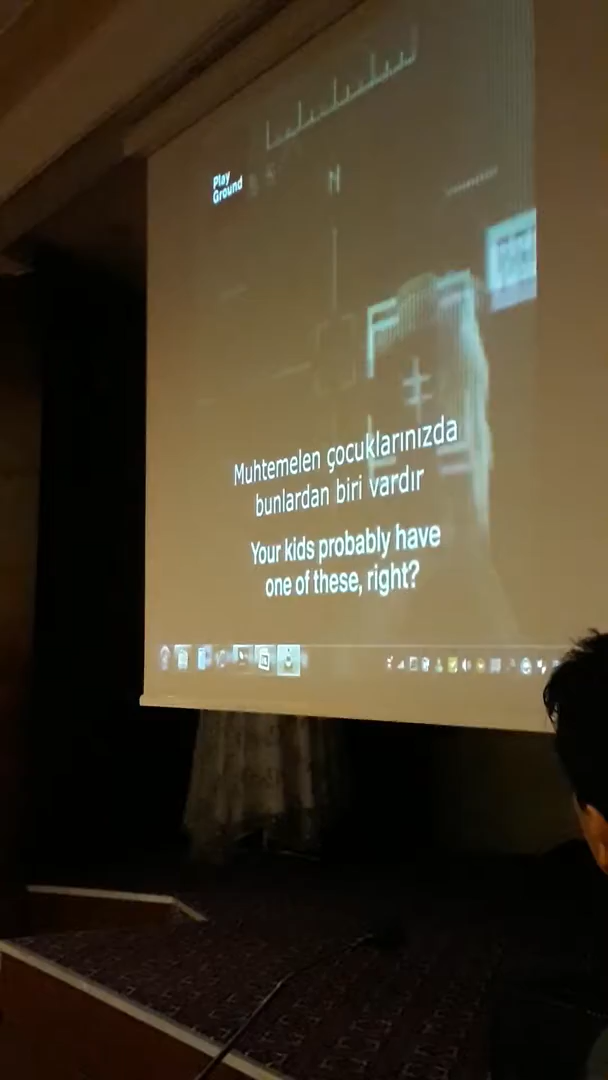 Play
Ground
Muhtemelen çocuklarınızda
bunlardan biri vardır
Your kids probably have
one of these, right?